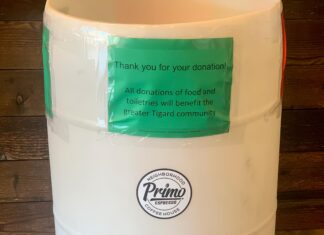 Thank you for your donation!
All donations of food and
toiletries will benefit the
greater Tigard community
NEIGHBORHOOD
Primo
ESPRESSO
COFFEE HOUSE